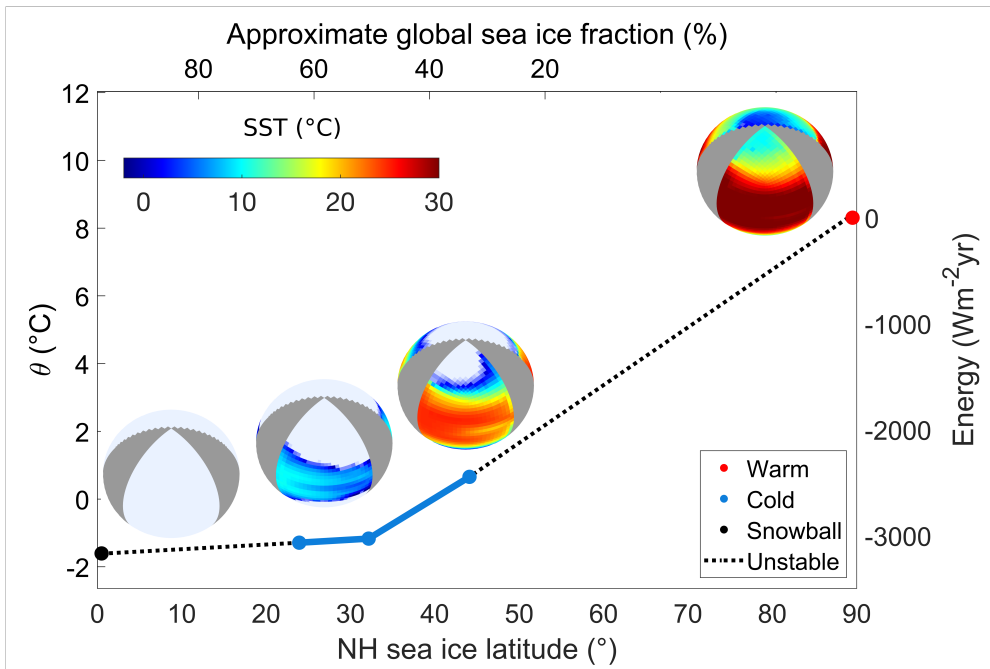 Approximate global sea ice fraction (%)
80 60 40 20
12
10
8
6
4
2
0
-2
θ (°C)
SST (°C)
0 10 20 30
0
-1000
-2000
-3000
Energy (Wm-2yr)
Warm
Cold
Snowball
Unstable
0 10 20 30 40 50 60 70 80 90
NH sea ice latitude (°)